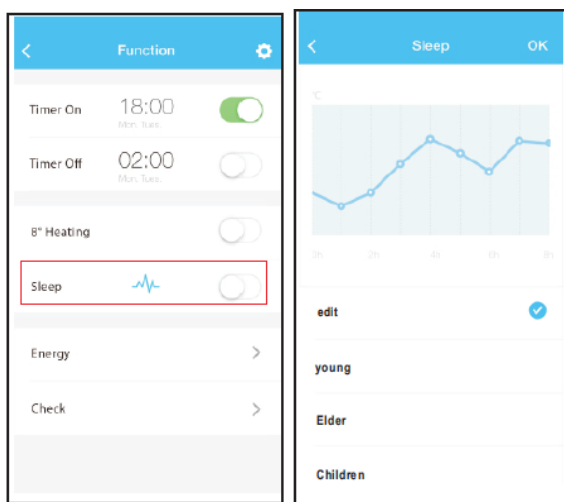 Function
Timer On 18:00
Mon. Tues.
Timer Off 02:00
Mon. Tues.
8° Heating
Sleep
Energy
Check
Sleep OK
°C
0h 2h 4h 6h 8h
edit
young
Elder
Children